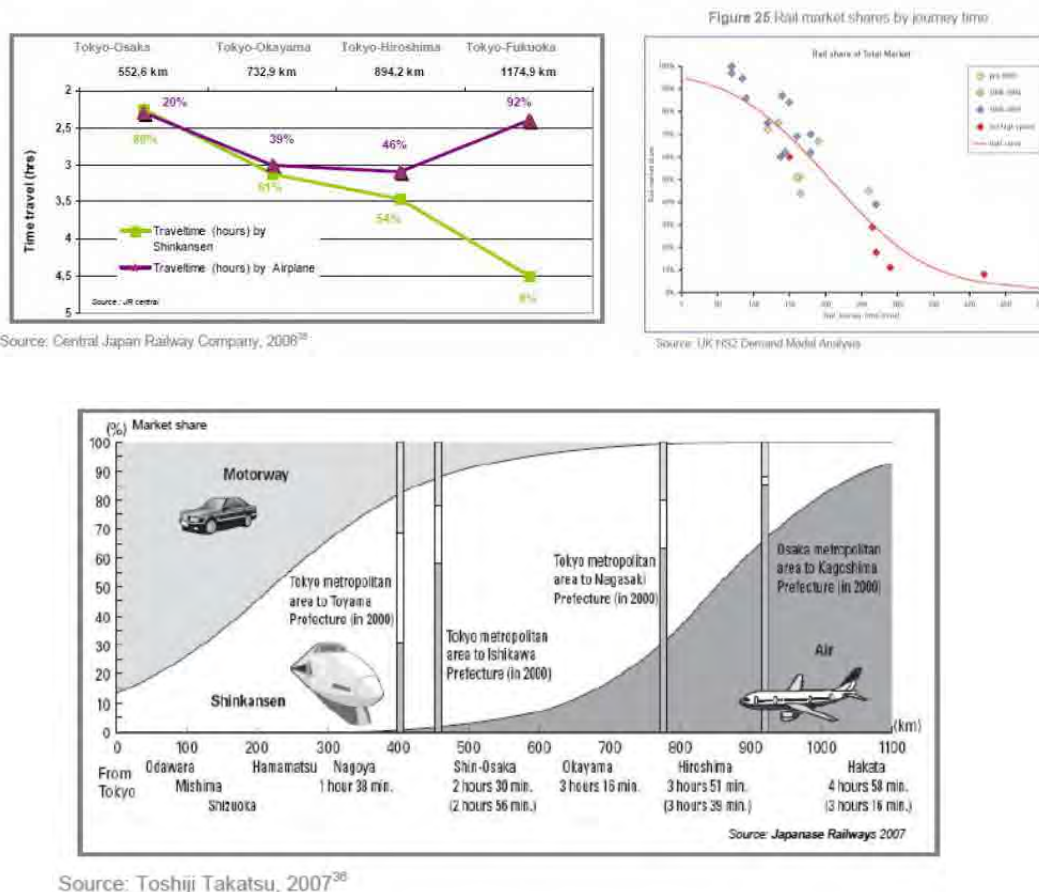 Figure 25 Rail market shares by journey time
Tokyo-Osaka Tokyo-Okayama Tokyo-Hiroshima Tokyo-Fukuoka
552,6 km 732,9 km 894,2 km 1174,9 km
Time travel (hrs)
2
2,5
3
3,5
4
4,5
5
20%
39%
46%
92%
61%
54%
Traveltime (hours) by Shinkansen
Traveltime (hours) by Airplane
Source : JR central
Source: Central Japan Railway Company, 2008
Rail share of Total Market
Source: UK HS2 Demand Model Analysis
(%) Market share
100
90
80
70
60
50
40
30
20
10
0
Motorway
Tokyo metropolitan
area to Toyama
Prefecture (in 2000)
Shinkansen
Tokyo metropolitan
area to Ishikawa
Prefecture (in 2000)
Tokyo metropolitan
area to Negasaki
Prefecture (in 2000)
Osaka metropolitan
area to Kagoshima
Prefecture (in 2000)
Air
0 100 200 300 400 500 600 700 800 900 1000 1100 (km)
From
Tokyo
Odawara
Mishima
Shizuoka
Hamamatsu
Nagoya
1 hour 38 min.
Shin-Osaka
2 hours 30 min.
(2 hours 56 min.)
Okayama
3 hours 16 min.
Hiroshima
3 hours 51 min.
(3 hours 39 min.)
Hakata
4 hours 58 min.
(3 hours 16 min.)
Source: Japanase Railways 2007
Source: Toshiji Takatsu, 2007